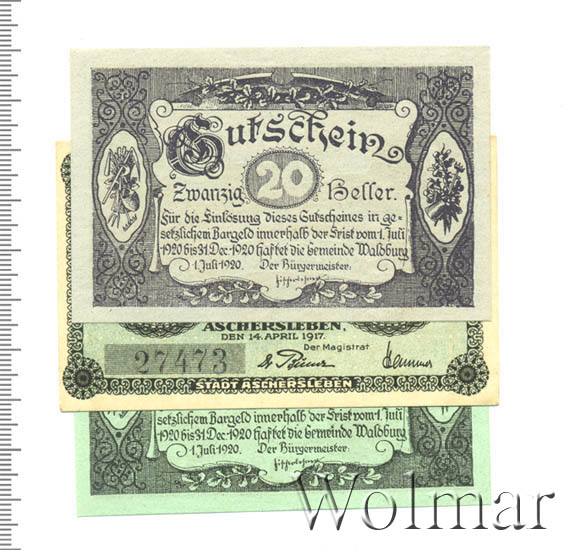 Gutschein
Zwanzig 20 Heller.
Für die Einlösung dieses Gutscheines in ge-
setzlichem Bargeld innerhalb der Frist vom 1. Juli
1920 bis 31. Dez. 1920 haftet die Gemeinde Waldburg
1. Juli 1920. Der Bürgermeister:
ASCHERSLEBEN,
DEN 14. APRIL 1917.
Der Magistrat
27473
STADT ASCHERSLEBEN
setzlichem Bargeld innerhalb der Frist vom 1. Juli
1920 bis 31. Dez. 1920 haftet die Gemeinde Waldburg
1. Juli 1920. Der Bürgermeister:
Wolmar